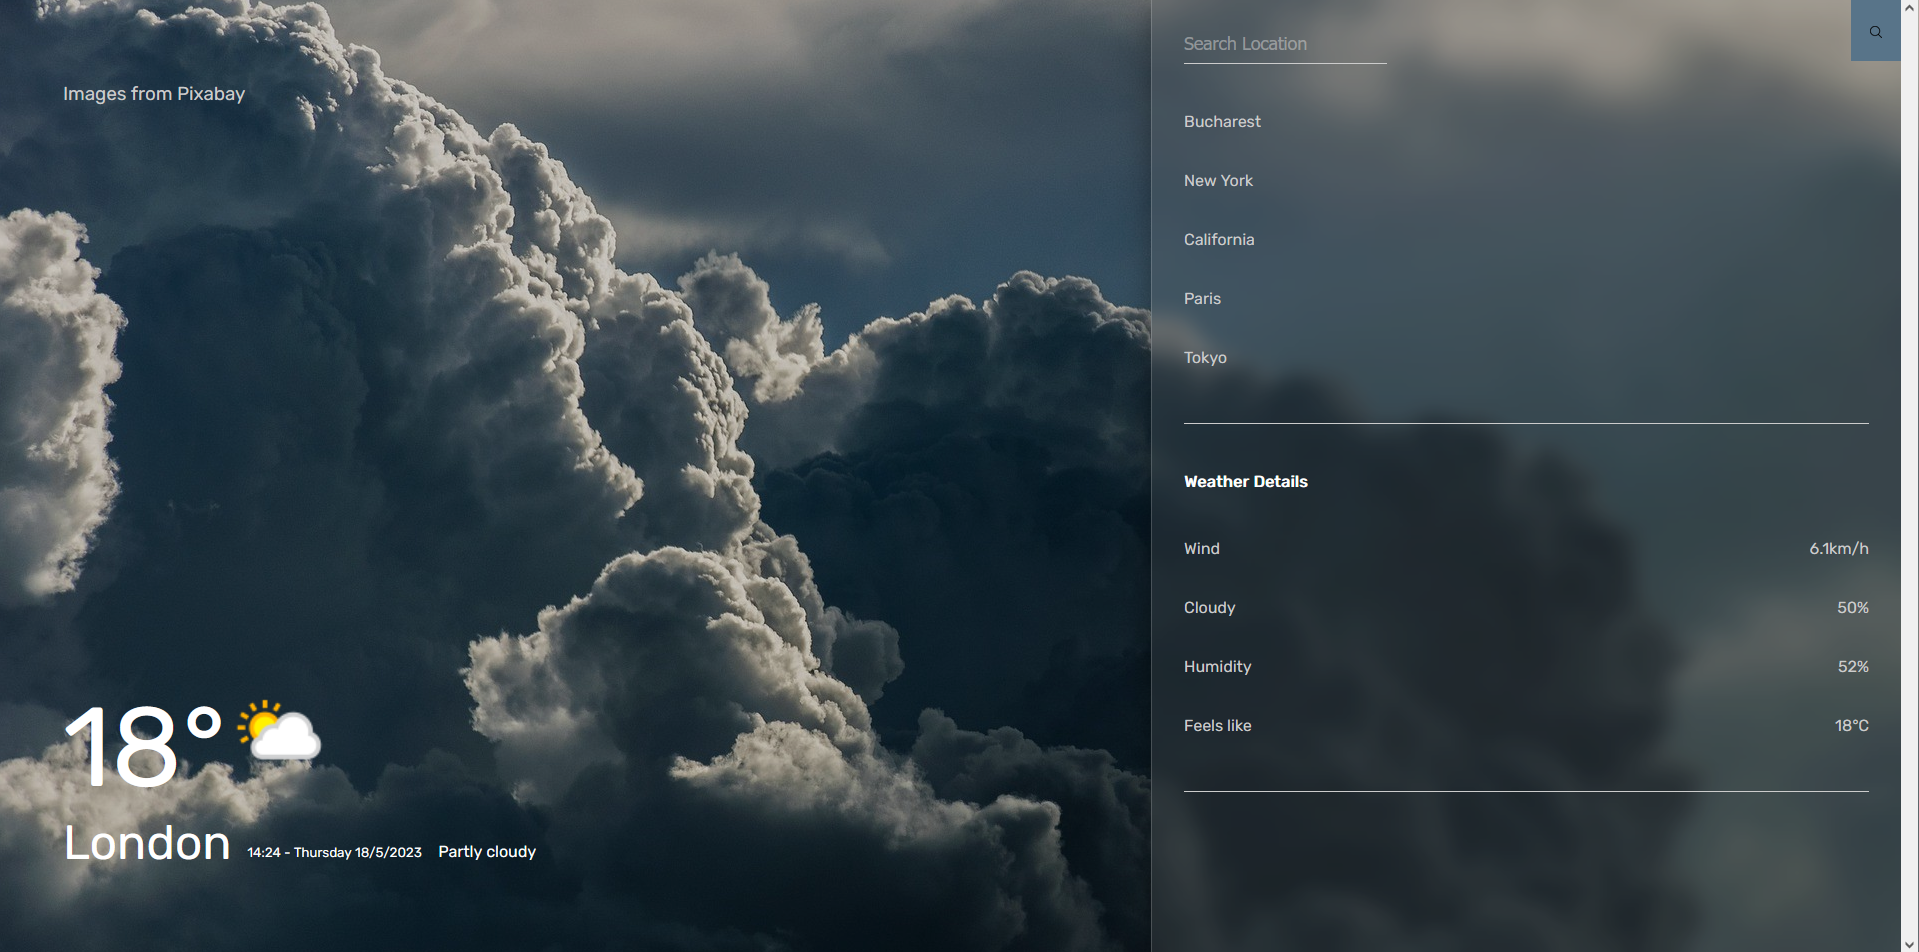 Images from Pixabay
18°
London 14:24 - Thursday 18/5/2023 Partly cloudy
Search Location
Bucharest
New York
California
Paris
Tokyo
Weather Details
Wind 6.1km/h
Cloudy 50%
Humidity 52%
Feels like 18°C